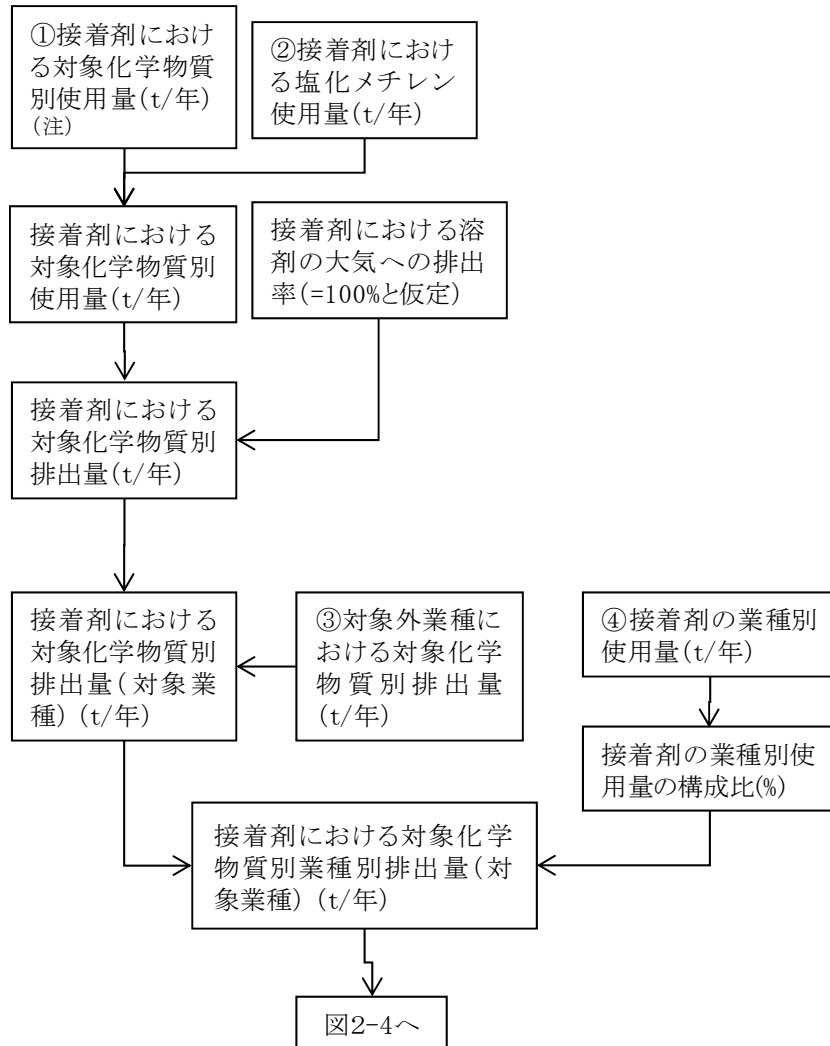 ①接着剤におけ
る対象化学物質
別使用量(t/年)
(注)
②接着剤におけ
る塩化メチレン
使用量(t/年)
接着剤における
対象化学物質別
使用量(t/年)
接着剤における溶
剤の大気への排出
率(=100%と仮定)
接着剤における
対象化学物質別
排出量(t/年)
接着剤における
対象化学物質別
排出量(対象業
種)(t/年)
③対象外業種に
おける対象化学
物質別排出量
(t/年)
④接着剤の業種別
使用量(t/年)
接着剤の業種別使
用量の構成比(%)
接着剤における対象化学
物質別業種別排出量(対
象業種)(t/年)
図2-4へ